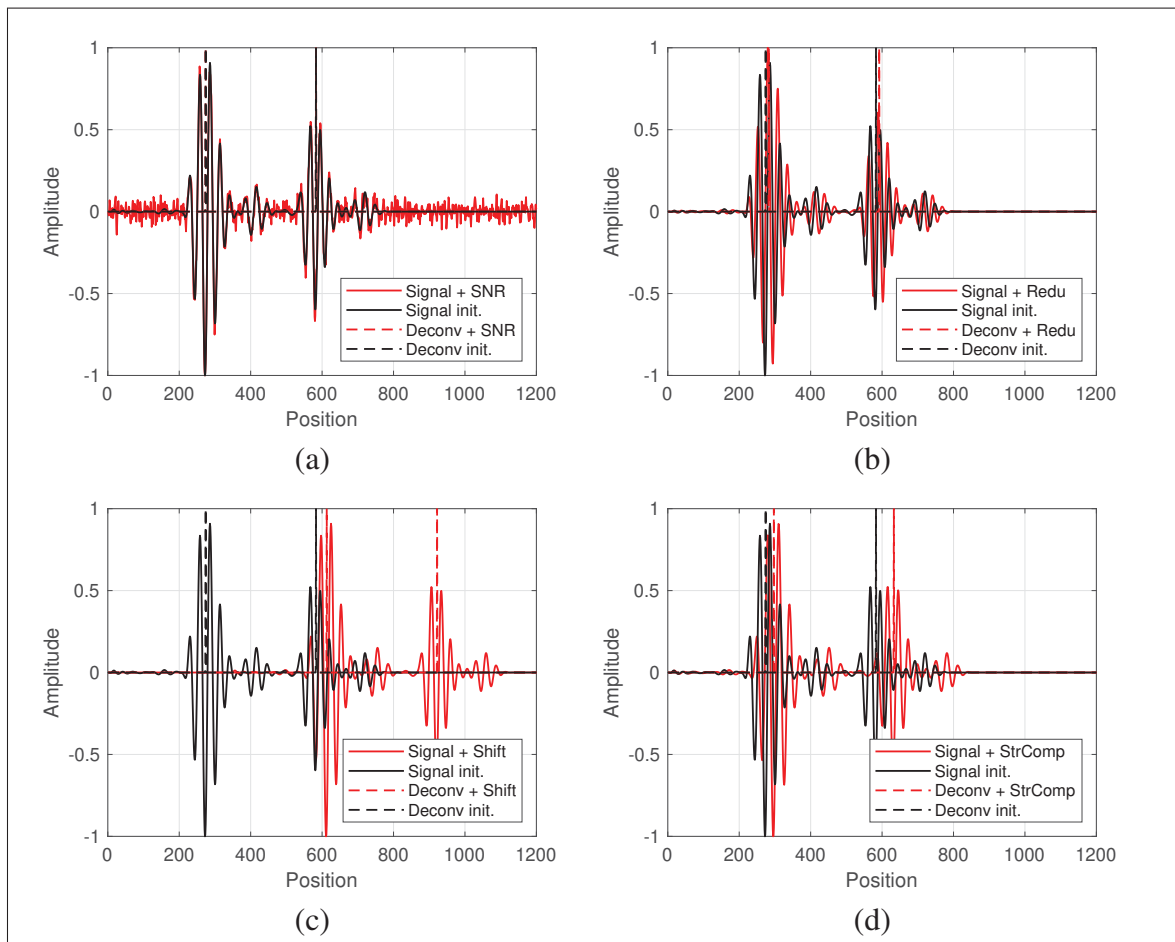 1
0.5
0
-0.5
-1
Amplitude
0 200 400 600 800 1000 1200
Position
Signal + SNR
Signal init.
Deconv + SNR
Deconv init.
(a)
1
0.5
0
-0.5
-1
Amplitude
0 200 400 600 800 1000 1200
Position
Signal + Redu
Signal init.
Deconv + Redu
Deconv init.
(b)
1
0.5
0
-0.5
-1
Amplitude
0 200 400 600 800 1000 1200
Position
Signal + Shift
Signal init.
Deconv + Shift
Deconv init.
(c)
1
0.5
0
-0.5
-1
Amplitude
0 200 400 600 800 1000 1200
Position
Signal + StrComp
Signal init.
Deconv + StrComp
Deconv init.
(d)